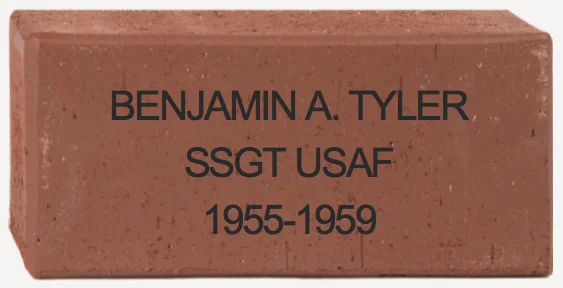 BENJAMIN A. TYLER
SSGT USAF
1955-1959